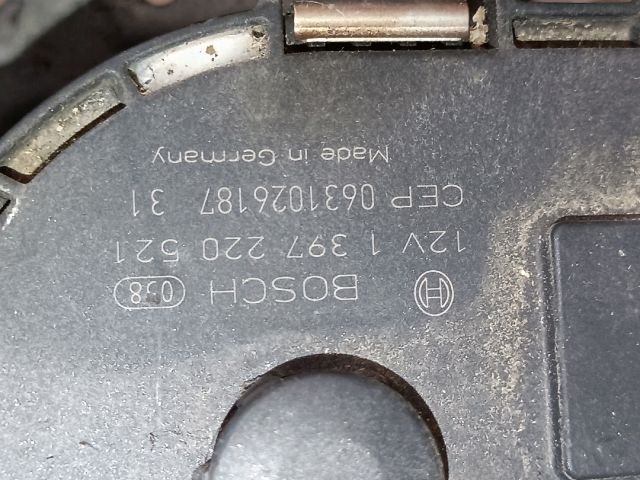 BOSCH 038
12V 1 397 220 521
CEP 0631026187 31
Made in Germany